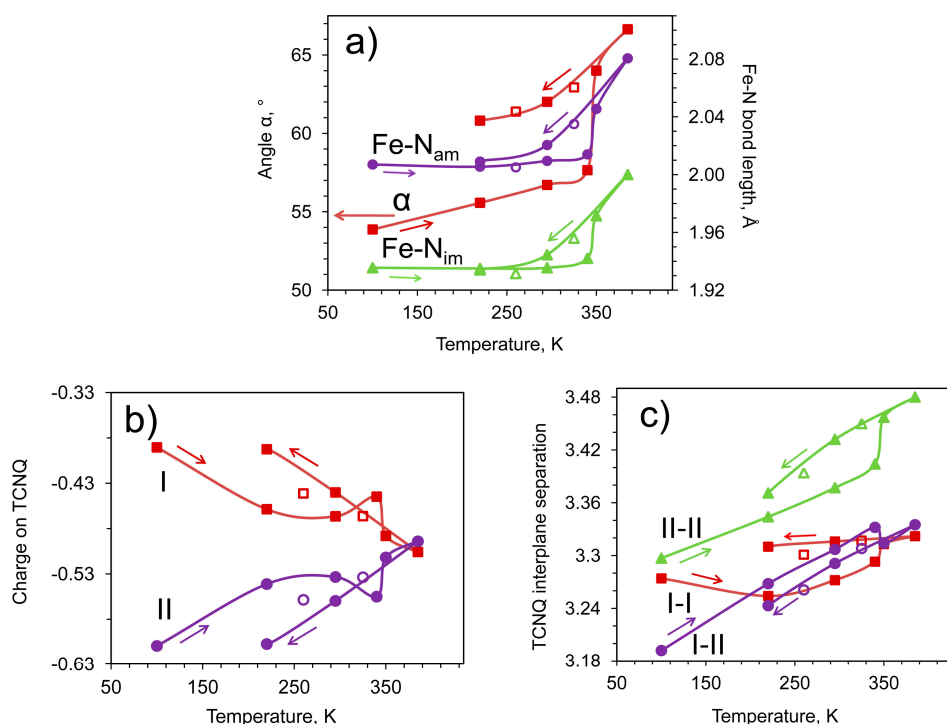 a)
Angle α, °
65
60
55
50
2.08
2.04
2.00
1.96
1.92
Fe-N bond length, Å
Fe-Nam
α
Fe-Nim
50 150 250 350
Temperature, K
b)
Charge on TCNQ
-0.33
-0.43
-0.53
-0.63
I
II
50 150 250 350
Temperature, K
c)
TCNQ interplane separation
3.48
3.42
3.36
3.3
3.24
3.18
II-II
I-I
I-II
50 150 250 350
Temperature, K